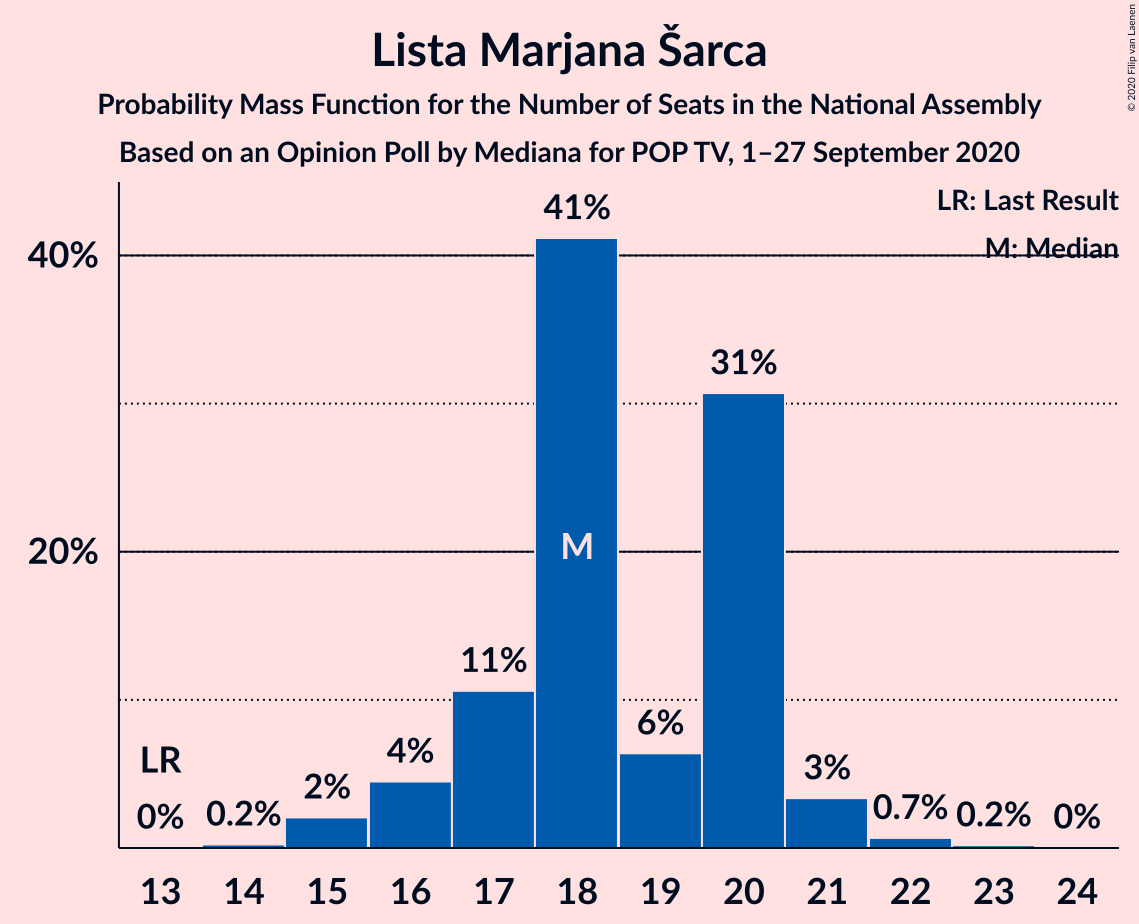 Lista Marjana Šarca
Probability Mass Function for the Number of Seats in the National Assembly
Based on an Opinion Poll by Mediana for POP TV, 1–27 September 2020
© 2020 Filip van Laenen
LR: Last Result
M: Median
40%
20%
LR
0%
0.2%
2%
4%
11%
41%
M
6%
31%
3%
0.7%
0.2%
0%
13 14 15 16 17 18 19 20 21 22 23 24